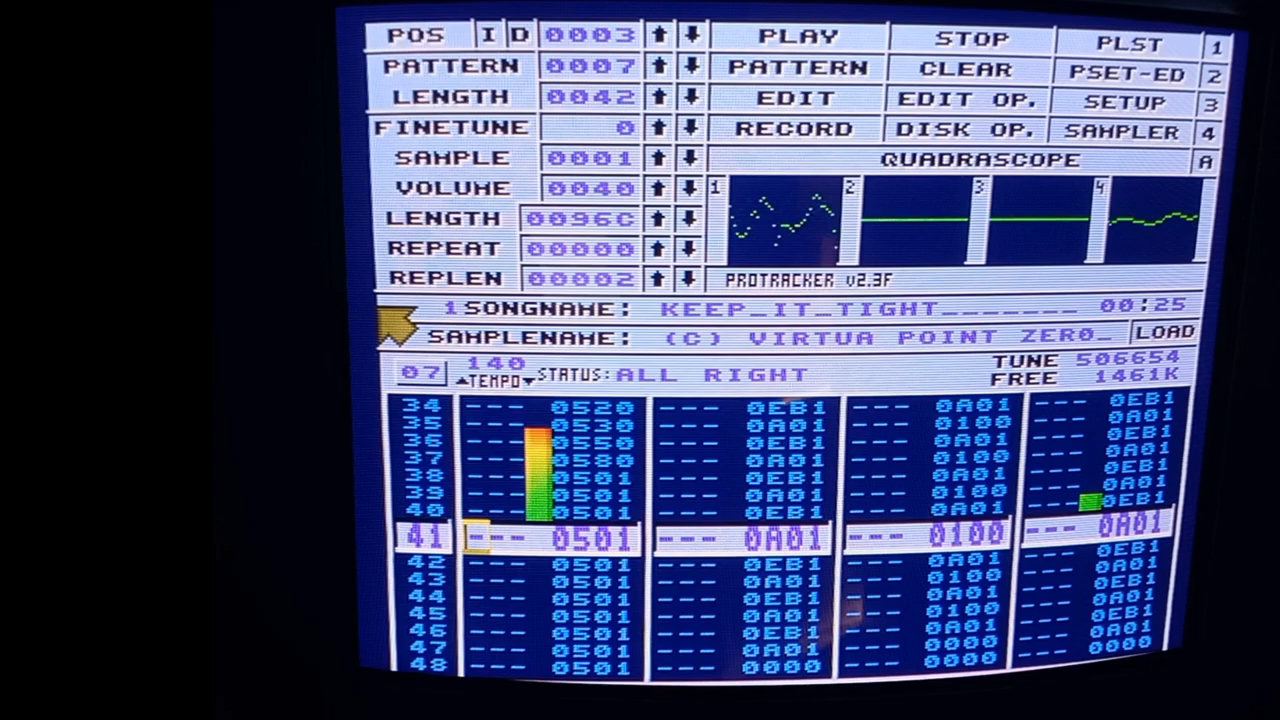 POS I D 0003 PLAY STOP PLST 1
PATTERN 0007 PATTERN CLEAR PSET-ED 2
LENGTH 0042 EDIT EDIT OP. SETUP 3
FINETUNE 0 RECORD DISK OP. SAMPLER 4
SAMPLE 0001 QUADRASCOPE A
VOLUME 0040 1 2 3 4
LENGTH 0096C
REPEAT 00000
REPLEN 00002 PROTRACKER v2.3F
1 SONGNAME: KEEP_IT_TIGHT_______ 00:25
SAMPLENAME: (C) VIRTUA POINT ZERO_ LOAD
07 140 TEMPO STATUS: ALL RIGHT TUNE 506654
FREE 1461K
34 --- 0520 --- 0EB1 --- 0A01 --- 0EB1
35 --- 0530 --- 0A01 --- 0100 --- 0A01
36 --- 0550 --- 0EB1 --- 0A01 --- 0EB1
37 --- 0580 --- 0A01 --- 0100 --- 0A01
38 --- 0501 --- 0EB1 --- 0A01 --- 0EB1
39 --- 0501 --- 0A01 --- 0100 --- 0A01
40 --- 0501 --- 0EB1 --- 0A01 --- 0EB1
41 --- 0501 --- 0A01 --- 0100 --- 0A01
42 --- 0501 --- 0EB1 --- 0A01 --- 0EB1
43 --- 0501 --- 0A01 --- 0100 --- 0A01
44 --- 0501 --- 0EB1 --- 0A01 --- 0EB1
45 --- 0501 --- 0A01 --- 0100 --- 0A01
46 --- 0501 --- 0EB1 --- 0A01 --- 0EB1
47 --- 0501 --- 0A01 --- 0000 --- 0A01
48 --- 0501 --- 0000 --- 0000 --- 0000